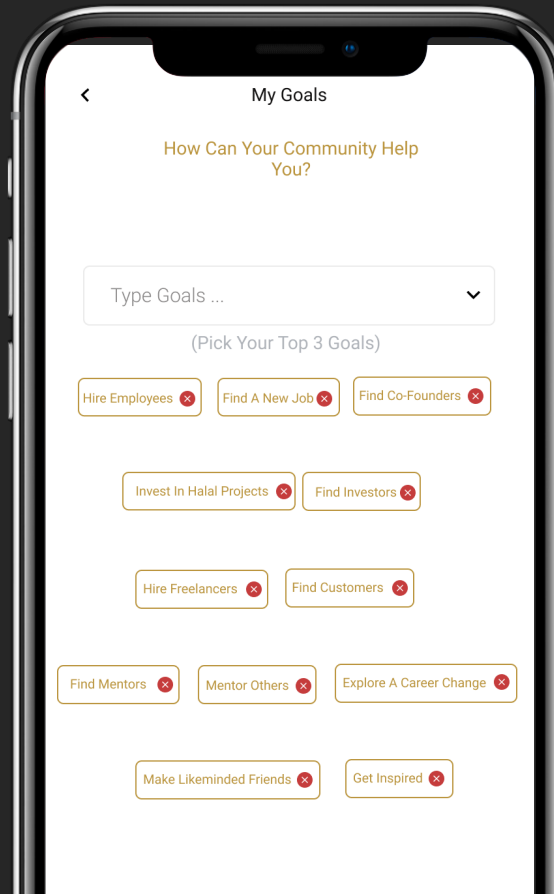 My Goals
How Can Your Community Help
You?
Type Goals ...
(Pick Your Top 3 Goals)
Hire Employees
Find A New Job
Find Co-Founders
Invest In Halal Projects
Find Investors
Hire Freelancers
Find Customers
Find Mentors
Mentor Others
Explore A Career Change
Make Likeminded Friends
Get Inspired